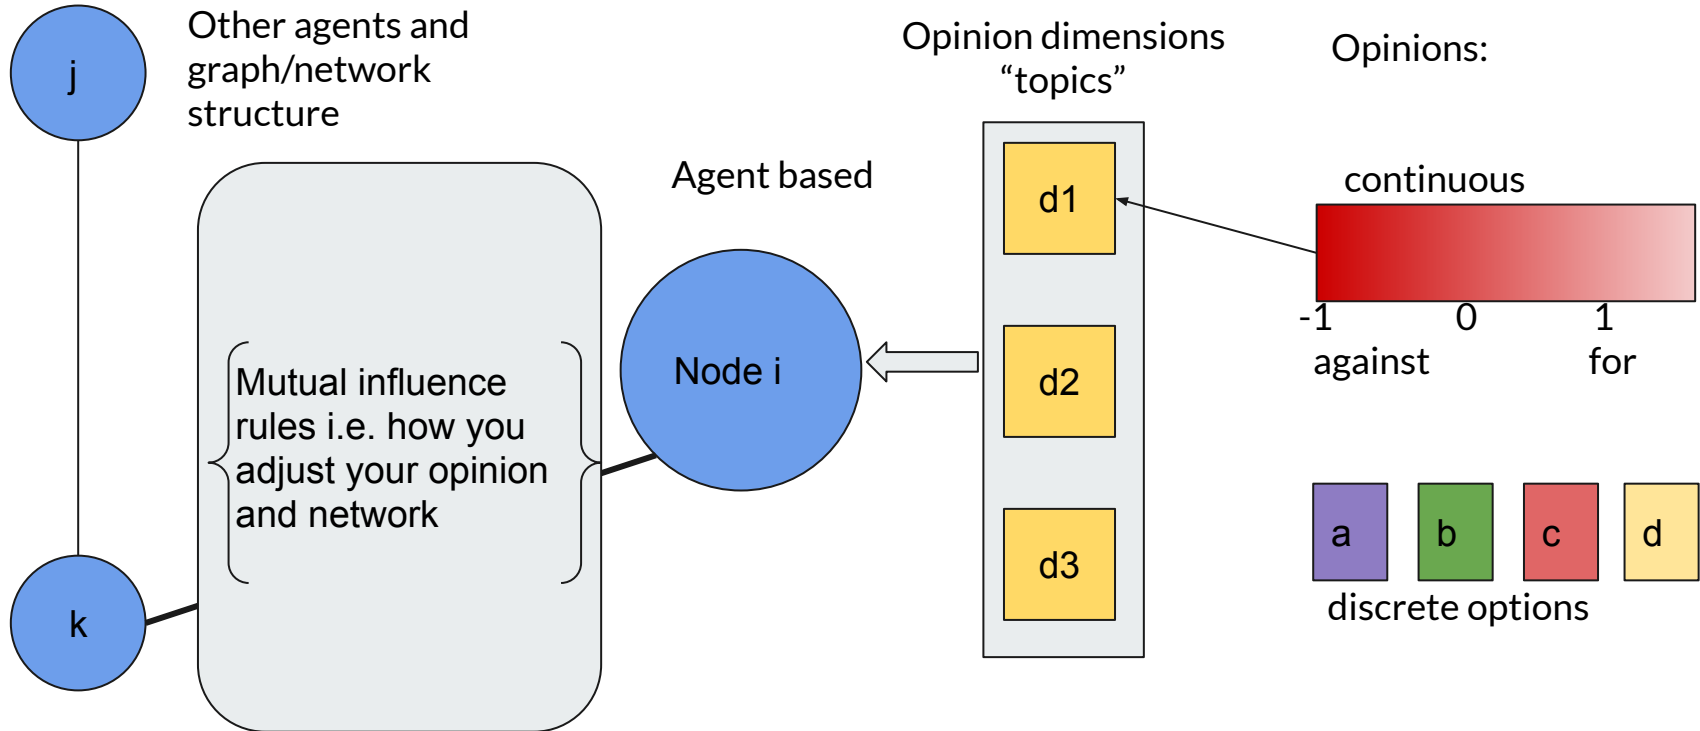 j
Other agents and
graph/network
structure
Opinion dimensions
“topics”
Opinions:
Agent based
continuous
d1
-1 0 1
against for
Node i
d2
Mutual influence
rules i.e. how you
adjust your opinion
and network
a b c d
discrete options
d3
k